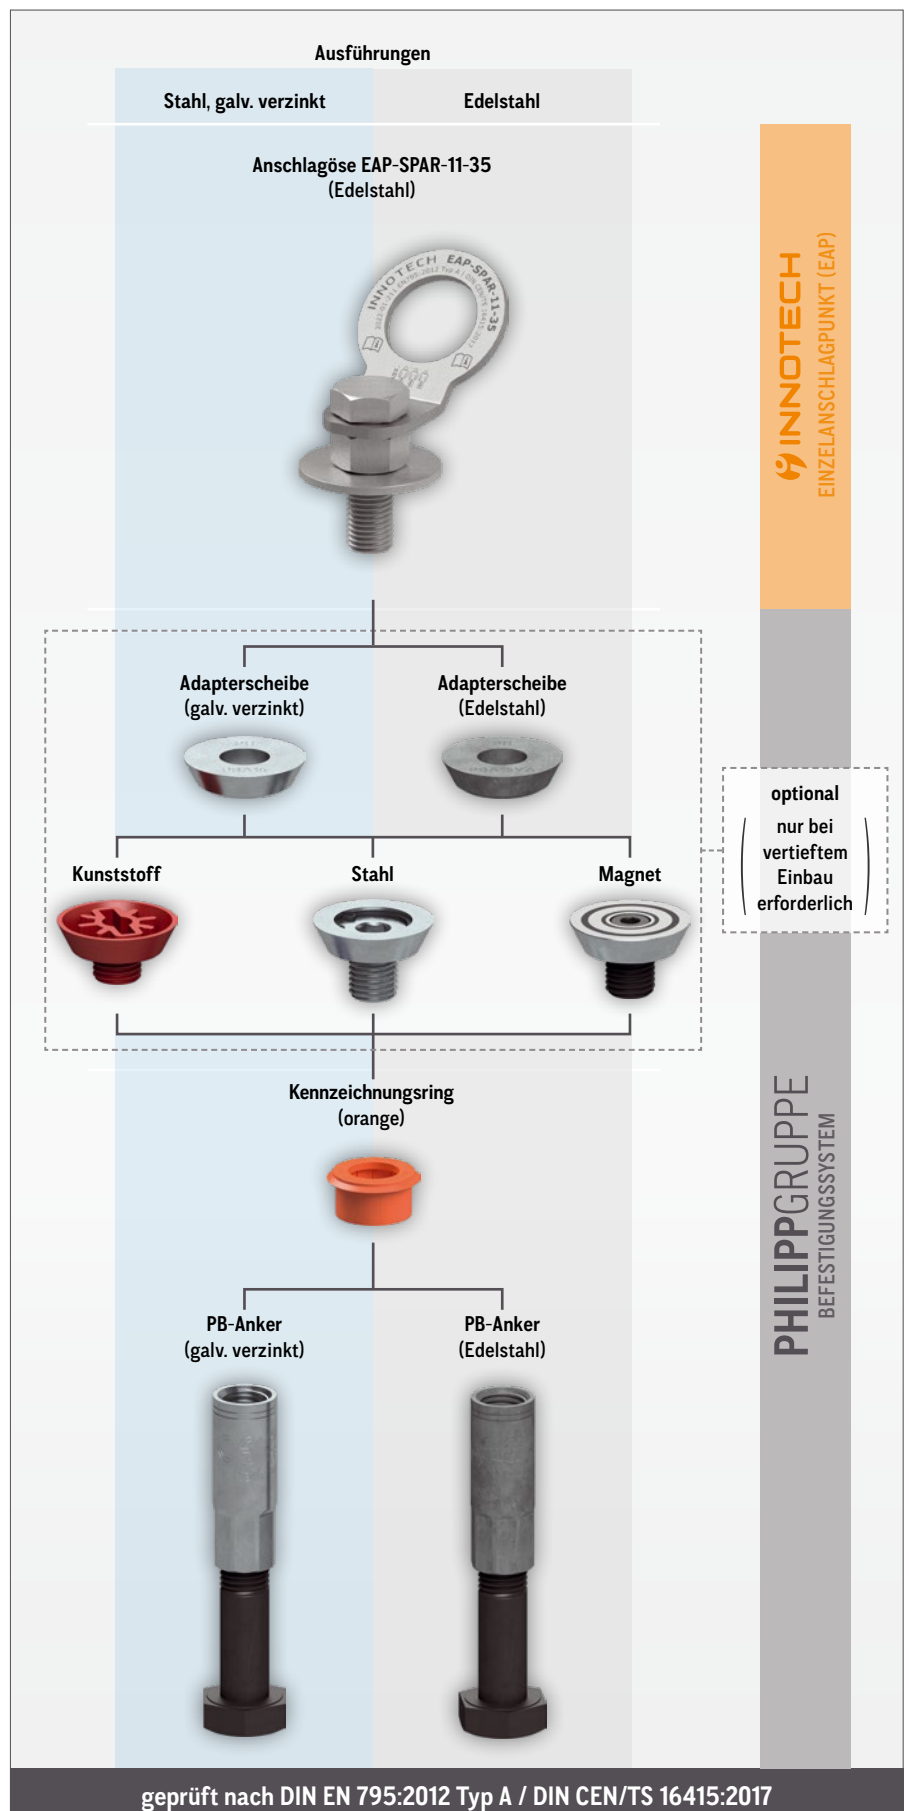 Ausführungen
Stahl, galv. verzinkt
Edelstahl
Anschlagöse EAP-SPAR-11-35
(Edelstahl)
INNOTECH EAP-SPAR-11-35
INNOTECH
EINZELANSCHLAGPUNKT (EAP)
Adapterscheibe
(galv. verzinkt)
Adapterscheibe
(Edelstahl)
optional
nur bei
vertieftem
Einbau
erforderlich
Kunststoff
Stahl
Magnet
Kennzeichnungsring
(orange)
PHILIPPGRUPPE
BEFESTIGUNGSSYSTEM
PB-Anker
(galv. verzinkt)
PB-Anker
(Edelstahl)
geprüft nach DIN EN 795:2012 Typ A / DIN CEN/TS 16415:2017